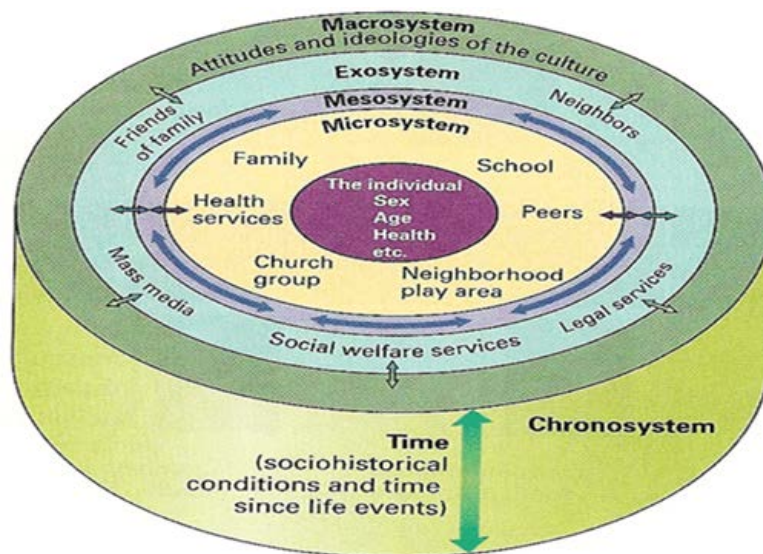 Macrosystem
Attitudes and ideologies of the culture
Exosystem
Mesosystem
Microsystem
Friends
of family
Neighbors
Family
School
The individual
Sex
Age
Health
etc.
Health
services
Peers
Church
group
Neighborhood
play area
Mass media
Social welfare services
Legal services
Chronosystem
Time
(sociohistorical
conditions and time
since life events)